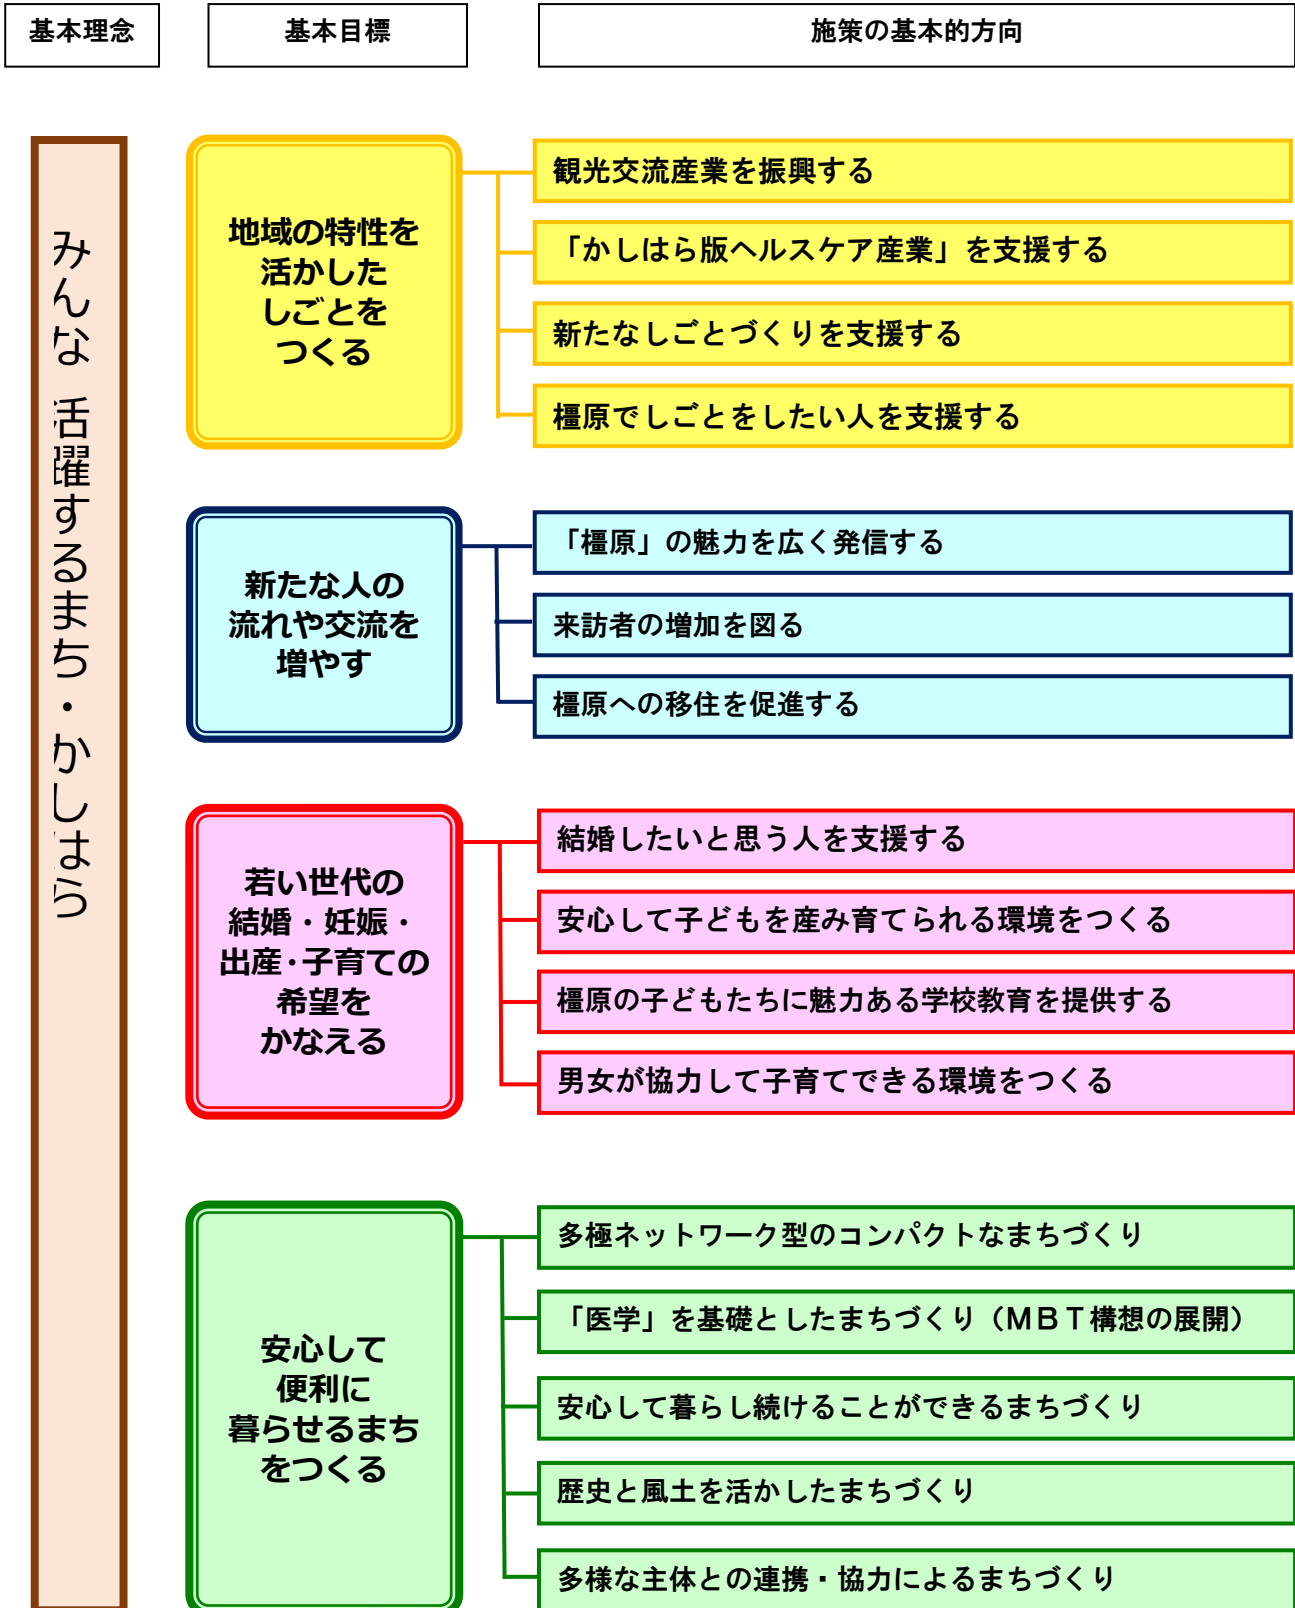 基本理念
基本目標
施策の基本的方向
みんな 活躍するまち・かしはら
地域の特性を
活かした
しごとを
つくる
観光交流産業を振興する
「かしはら版ヘルスケア産業」を支援する
新たなしごとづくりを支援する
橿原でしごとをしたい人を支援する
新たな人の
流れや交流を
増やす
「橿原」の魅力を広く発信する
来訪者の増加を図る
橿原への移住を促進する
若い世代の
結婚・妊娠・
出産・子育ての
希望を
かなえる
結婚したいと思う人を支援する
安心して子どもを産み育てられる環境をつくる
橿原の子どもたちに魅力ある学校教育を提供する
男女が協力して子育てできる環境をつくる
安心して
便利に
暮らせるまち
をつくる
多極ネットワーク型のコンパクトなまちづくり
「医学」を基礎としたまちづくり（ＭＢＴ構想の展開）
安心して暮らし続けることができるまちづくり
歴史と風土を活かしたまちづくり
多様な主体との連携・協力によるまちづくり